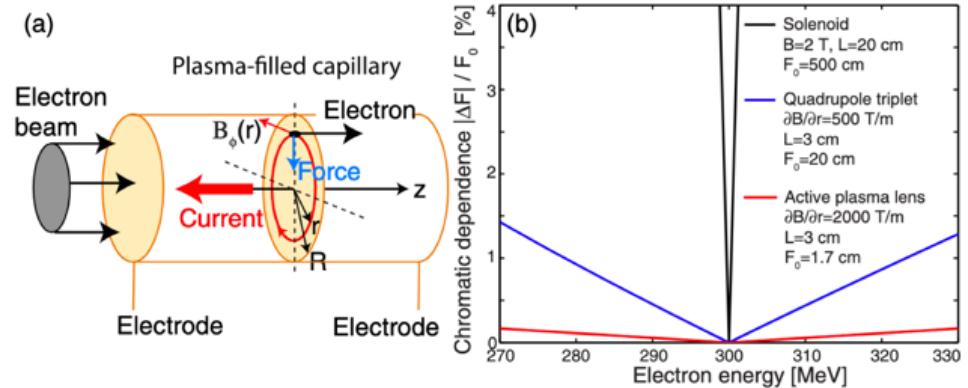 (a)
Plasma-filled capillary
Electron
beam
Bϕ(r)
Electron
Force
z
Current
r
R
Electrode
Electrode
(b)
Chromatic dependence |ΔF| / F₀ [%]
4
3
2
1
0
270
280
290
300
310
320
330
Electron energy [MeV]
Solenoid
B=2 T, L=20 cm
F₀=500 cm
Quadrupole triplet
∂B/∂r=500 T/m
L=3 cm
F₀=20 cm
Active plasma lens
∂B/∂r=2000 T/m
L=3 cm
F₀=1.7 cm